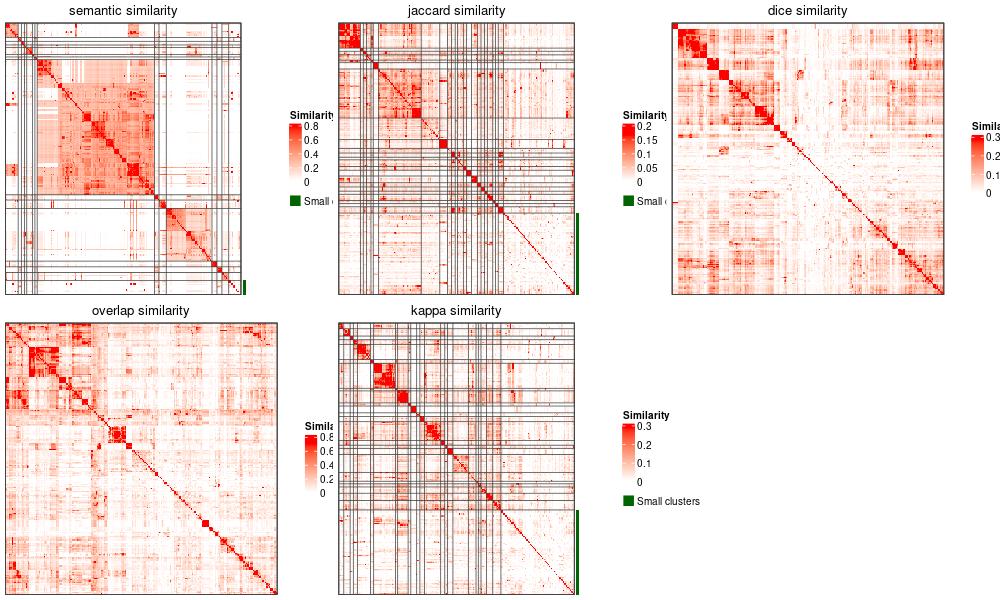 semantic similarity
Similarity
0.8
0.6
0.4
0.2
0
Small
jaccard similarity
Similarity
0.2
0.15
0.1
0.05
0
Small
dice similarity
Simila
0.3
0.2
0.1
0
overlap similarity
Simila
0.8
0.6
0.4
0.2
0
kappa similarity
Similarity
0.3
0.2
0.1
0
Small clusters